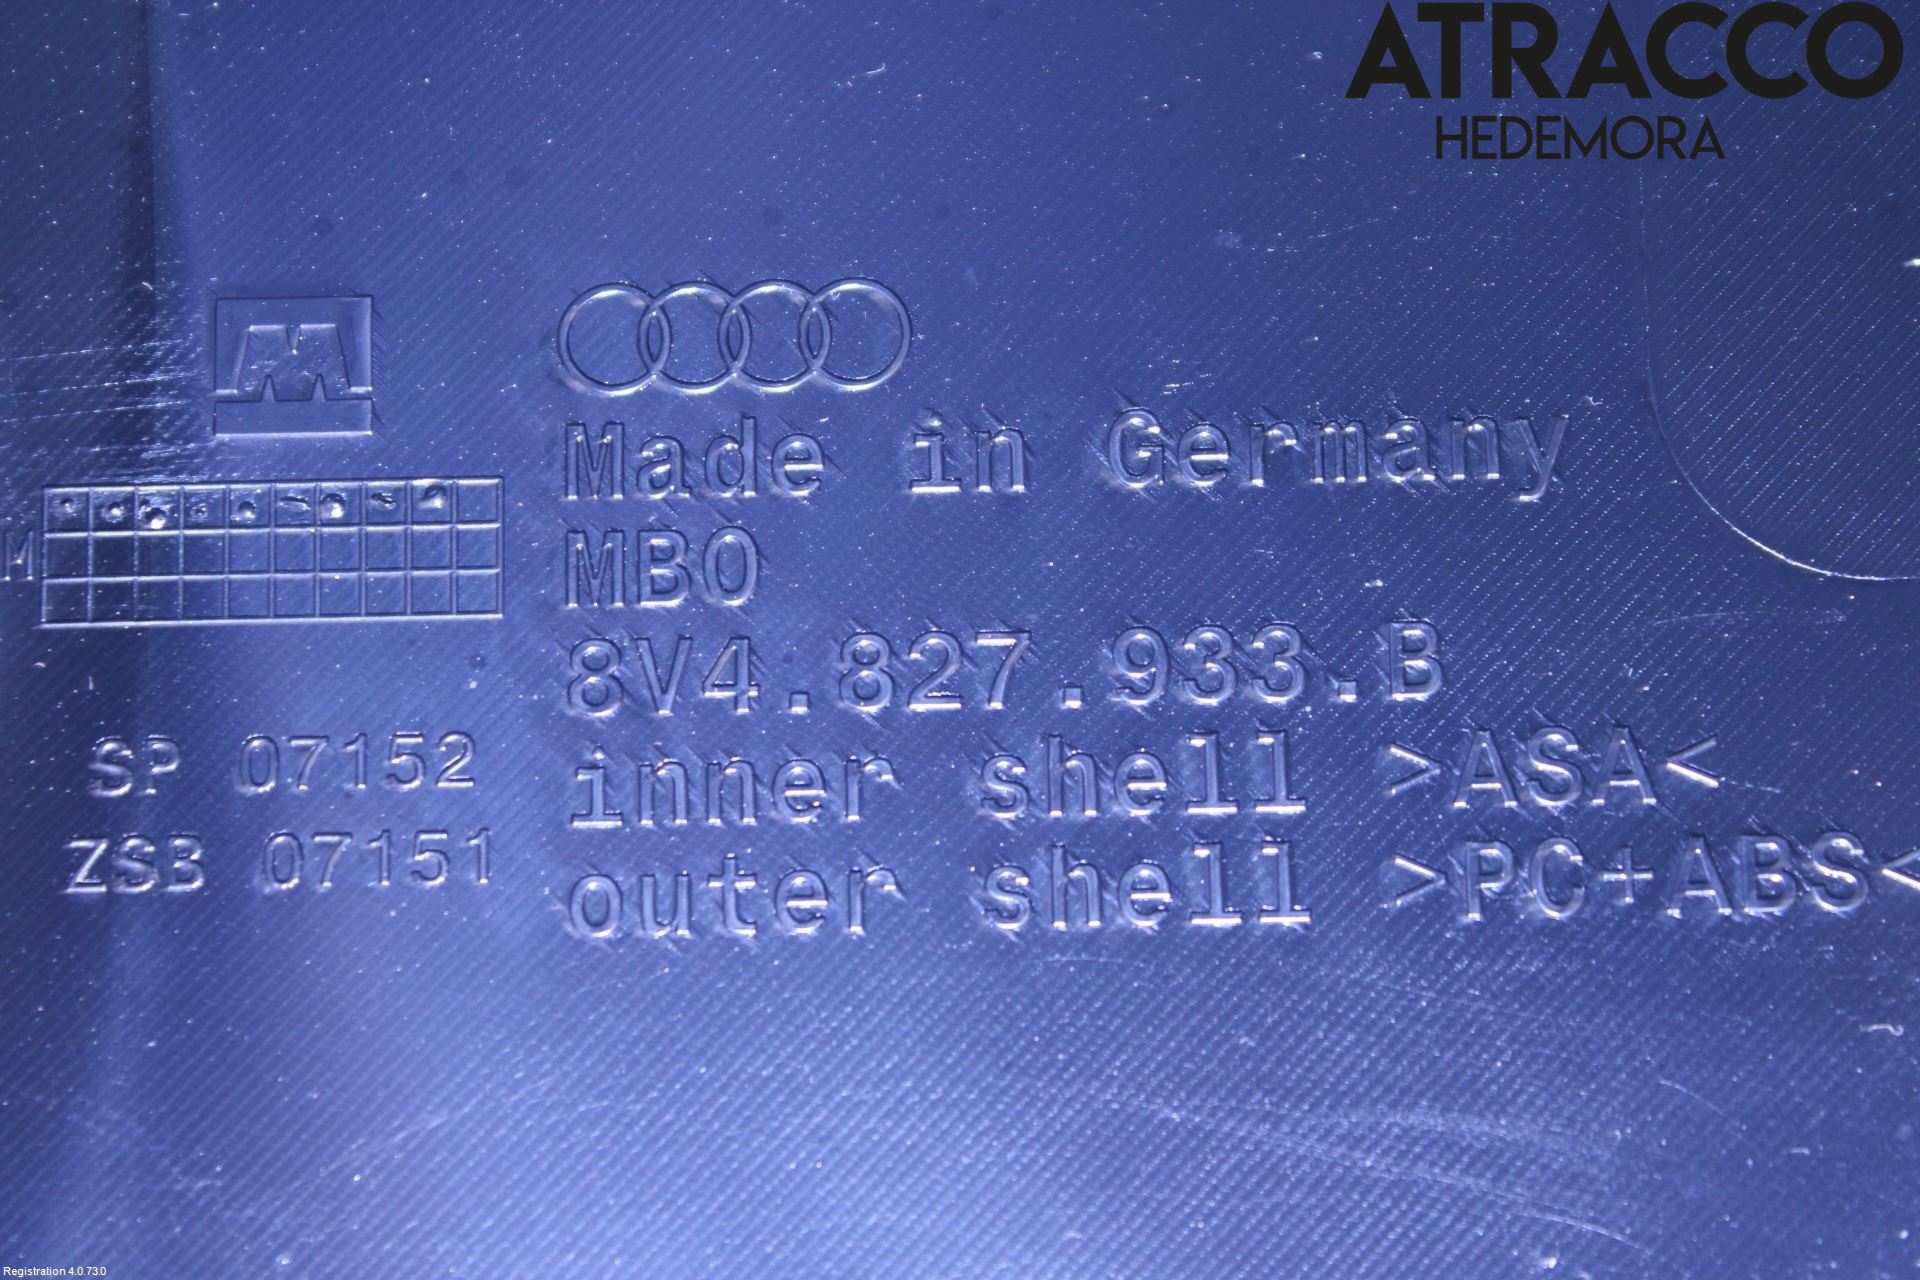 ATRACCO
HEDEMORA
Made in Germany
MBO
8V4.827.933.B
inner shell >ASA<
outer shell >PC+ABS<
M
SP 07152
ZSB 07151
Registration 4.0.73.0